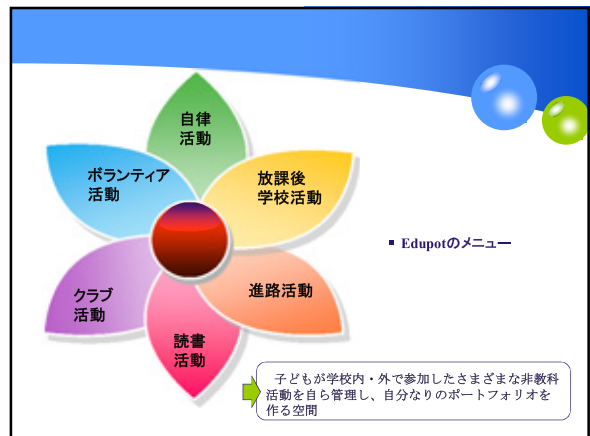 自律
活動
放課後
学校活動
進路活動
読書
活動
クラブ
活動
ボランティア
活動
▪ Edupotのメニュー
子どもが学校内・外で参加したさまざまな非教科
活動を自ら管理し、自分なりのポートフォリオを
作る空間